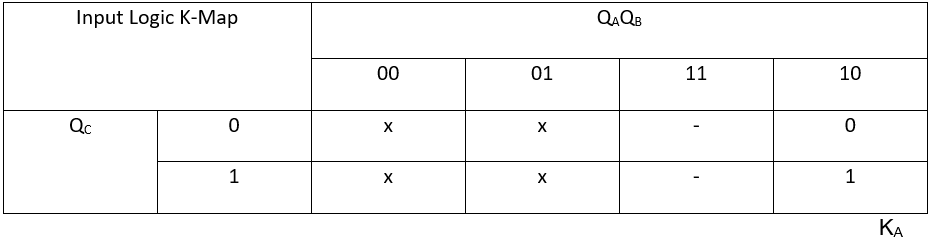 Input Logic K-Map QAQB
00 01 11 10
QC 0 x x - 0
1 x x - 1
KA